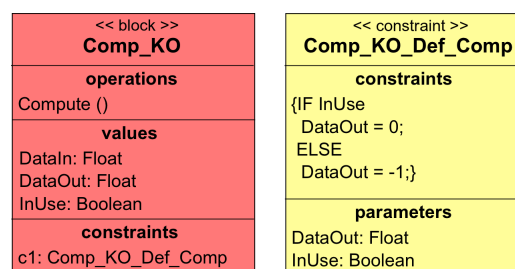 << block >>
Comp_KO
operations
Compute ()
values
DataIn: Float
DataOut: Float
InUse: Boolean
constraints
c1: Comp_KO_Def_Comp
<< constraint >>
Comp_KO_Def_Comp
constraints
{IF InUse
DataOut = 0;
ELSE
DataOut = -1;}
parameters
DataOut: Float
InUse: Boolean